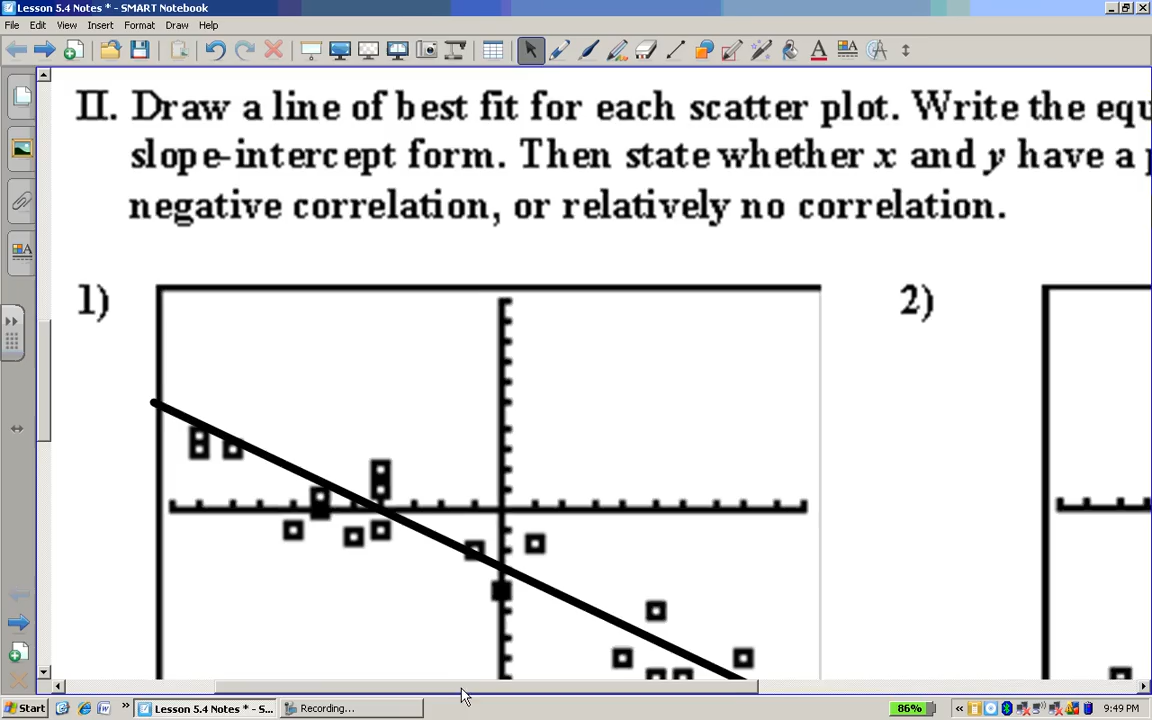 Lesson 5.4 Notes * - SMART Notebook
File Edit View Insert Format Draw Help
II. Draw a line of best fit for each scatter plot. Write the equ
slope-intercept form. Then state whether x and y have a p
negative correlation, or relatively no correlation.
1) 2)
Start Lesson 5.4 Notes * - S... Recording... 86% 9:49 PM